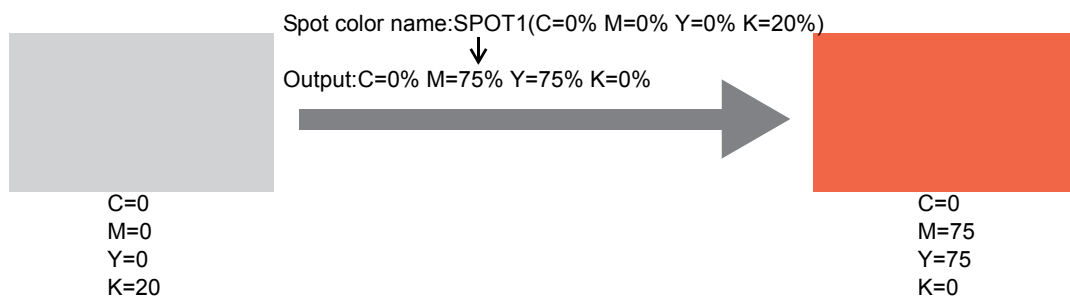 Spot color name:SPOT1(C=0% M=0% Y=0% K=20%)
Output:C=0% M=75% Y=75% K=0%
C=0
M=0
Y=0
K=20
C=0
M=75
Y=75
K=0